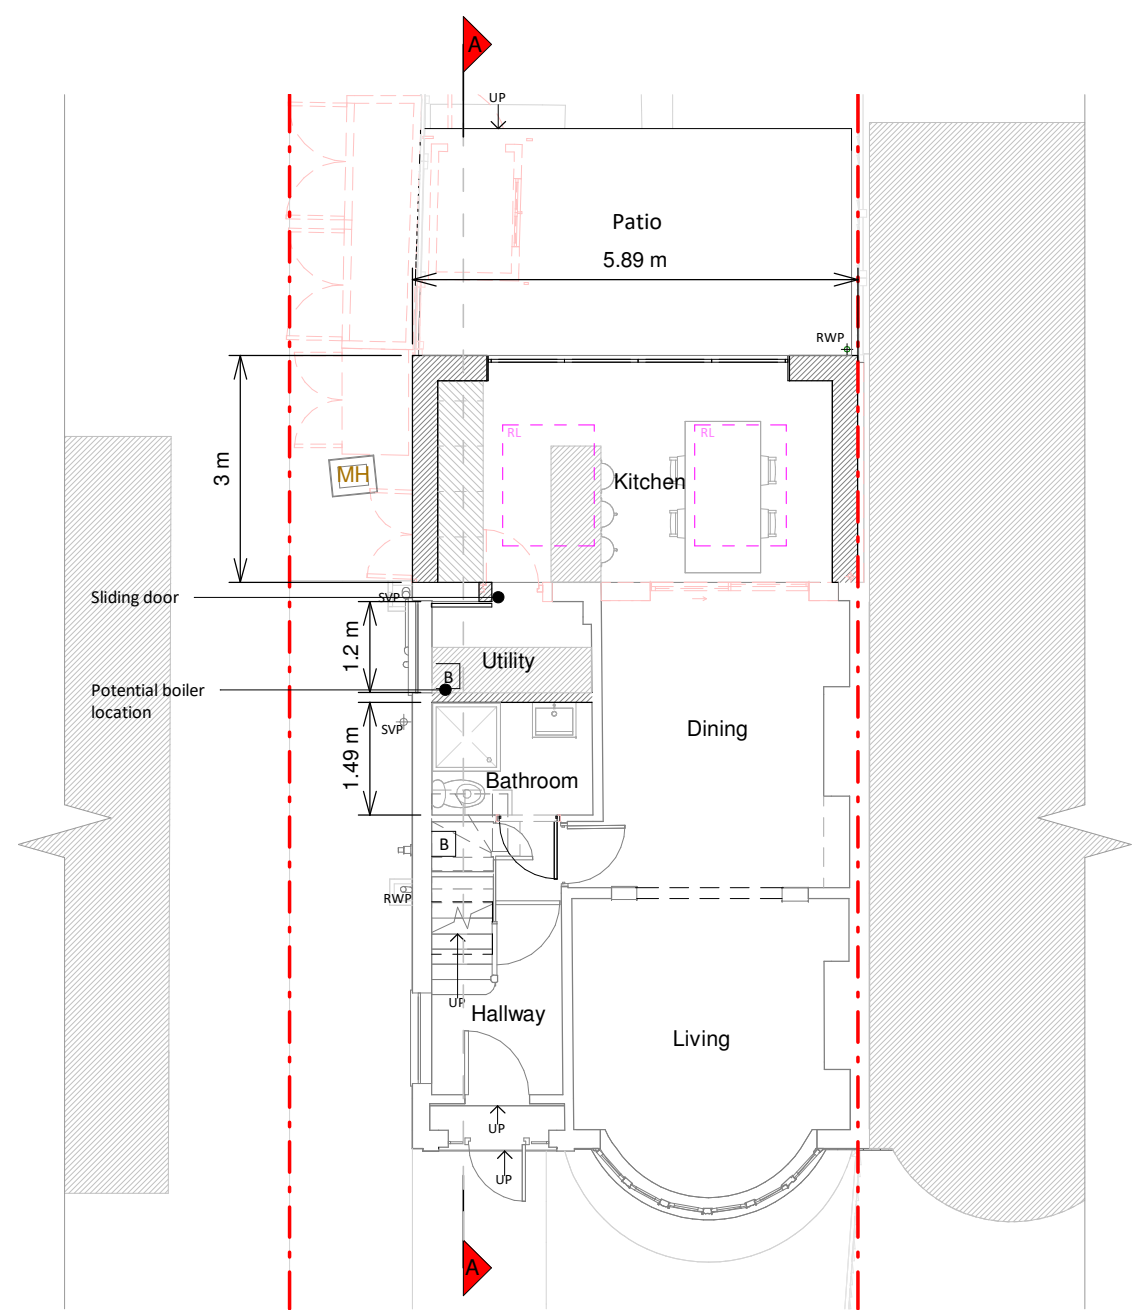 A
UP
Patio
5.89 m
RWP
RL
RL
Kitchen
MH
3 m
Sliding door
SVP
1.2 m
Utility
B
Potential boiler
location
SVP
Dining
1.49 m
Bathroom
B
RWP
UP
Hallway
Living
UP
UP
A